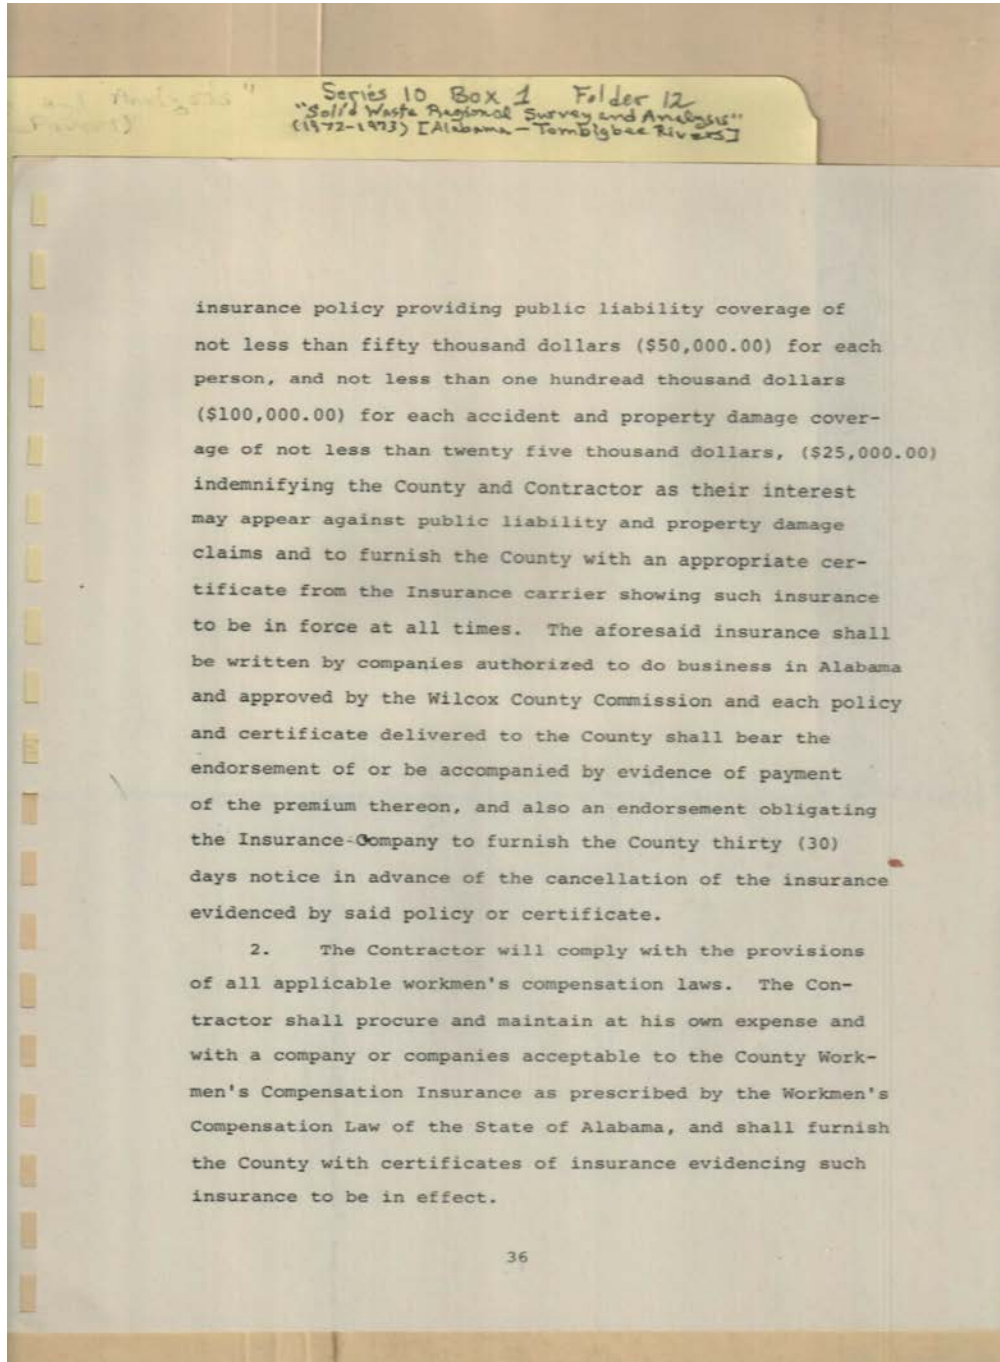 and Analysis"
Rivers)
Series 10 Box 1 Folder 12
"Solid Waste Regional Survey and Analysis"
(1972-1973) [Alabama - Tombigbee Rivers]
insurance policy providing public liability coverage of
not less than fifty thousand dollars ($50,000.00) for each
person, and not less than one hundread thousand dollars
($100,000.00) for each accident and property damage cover-
age of not less than twenty five thousand dollars, ($25,000.00)
indemnifying the County and Contractor as their interest
may appear against public liability and property damage
claims and to furnish the County with an appropriate cer-
tificate from the Insurance carrier showing such insurance
to be in force at all times. The aforesaid insurance shall
be written by companies authorized to do business in Alabama
and approved by the Wilcox County Commission and each policy
and certificate delivered to the County shall bear the
endorsement of or be accompanied by evidence of payment
of the premium thereon, and also an endorsement obligating
the Insurance Company to furnish the County thirty (30)
days notice in advance of the cancellation of the insurance
evidenced by said policy or certificate.
2. The Contractor will comply with the provisions
of all applicable workmen's compensation laws. The Con-
tractor shall procure and maintain at his own expense and
with a company or companies acceptable to the County Work-
men's Compensation Insurance as prescribed by the Workmen's
Compensation Law of the State of Alabama, and shall furnish
the County with certificates of insurance evidencing such
insurance to be in effect.
36